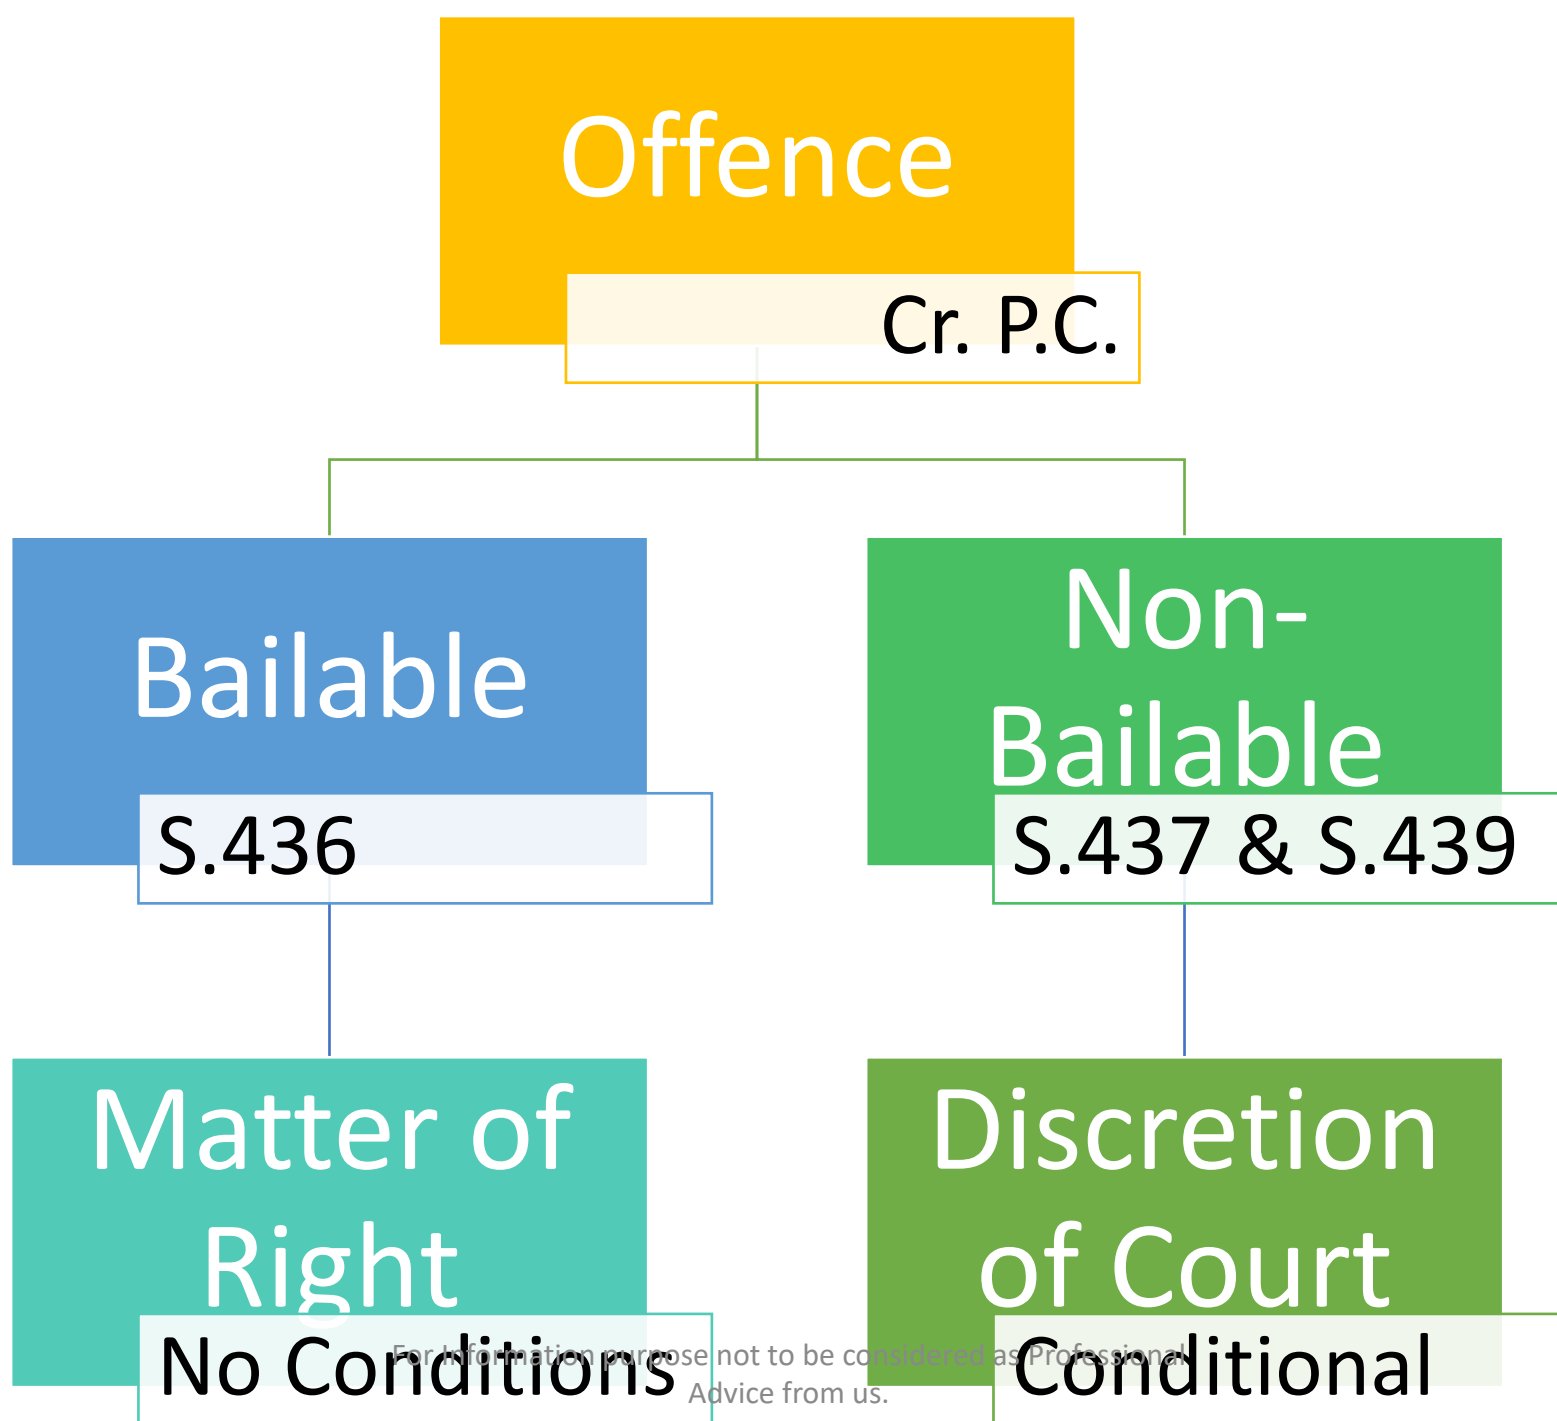 Offence
Cr. P.C.
Bailable
S.436
Non-
Bailable
S.437 & S.439
Matter of
Right
No Conditions
Discretion
of Court
Conditional
For Information purpose not to be considered as Professional
Advice from us.